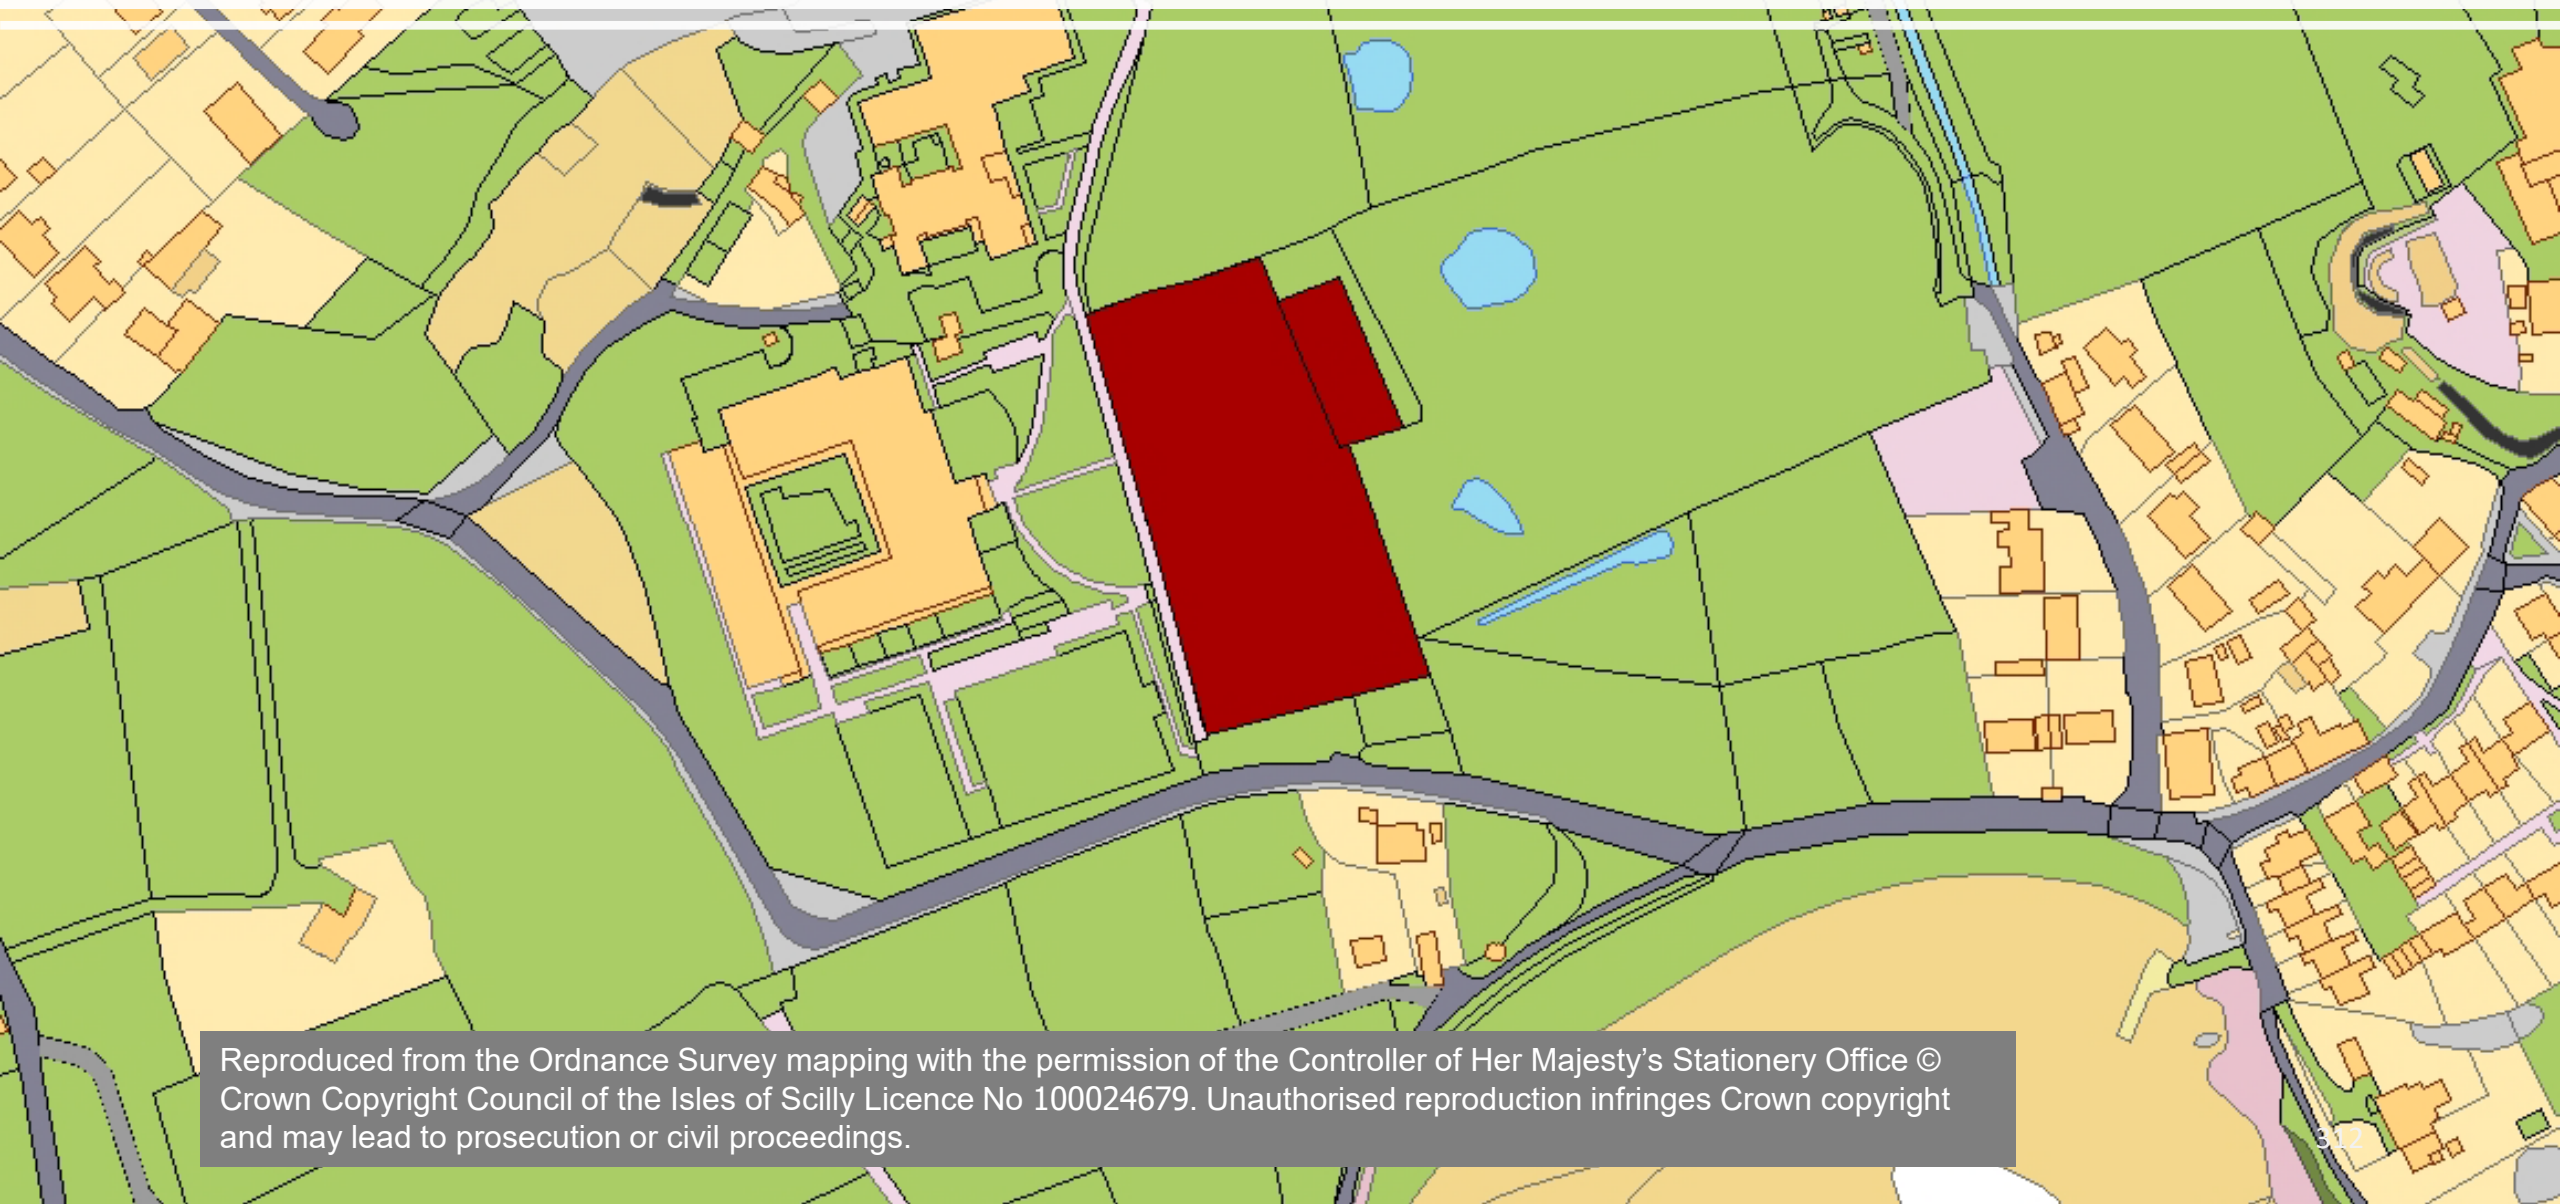 Reproduced from the Ordnance Survey mapping with the permission of the Controller of Her Majesty’s Stationery Office ©
Crown Copyright Council of the Isles of Scilly Licence No 100024679. Unauthorised reproduction infringes Crown copyright
and may lead to prosecution or civil proceedings.
312